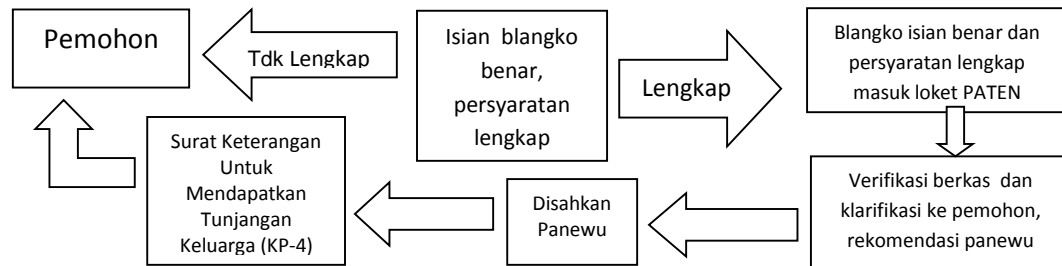 Pemohon
Tdk Lengkap
Isian blangko
benar,
persyaratan
lengkap
Lengkap
Blangko isian benar dan
persyaratan lengkap
masuk loket PATEN
Verifikasi berkas dan
klarifikasi ke pemohon,
rekomendasi panewu
Disahkan
Panewu
Surat Keterangan
Untuk
Mendapatkan
Tunjangan
Keluarga (KP-4)